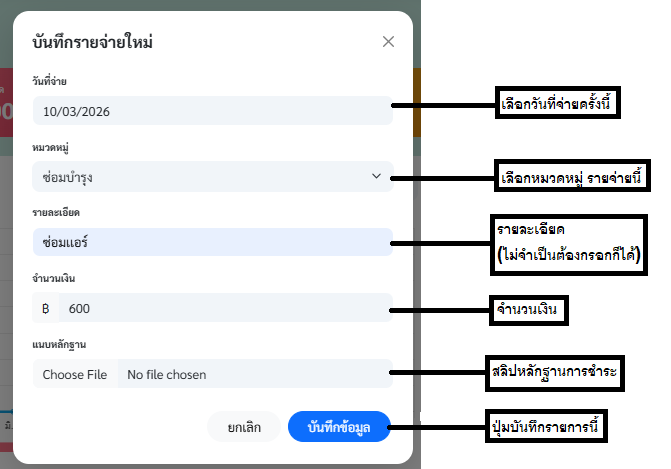 บันทึกรายจ่ายใหม่
วันที่จ่าย
10/03/2026
เลือกวันที่จ่ายครั้งนี้
หมวดหมู่
ซ่อมบำรุง
เลือกหมวดหมู่ รายจ่ายนี้
รายละเอียด
ซ่อมแอร์
รายละเอียด
(ไม่จำเป็นต้องกรอกก็ได้)
จำนวนเงิน
฿ 600
จำนวนเงิน
แนบหลักฐาน
Choose File No file chosen
สลิปหลักฐานการชำระ
ยกเลิก
บันทึกข้อมูล
ปุ่มบันทึกรายการนี้